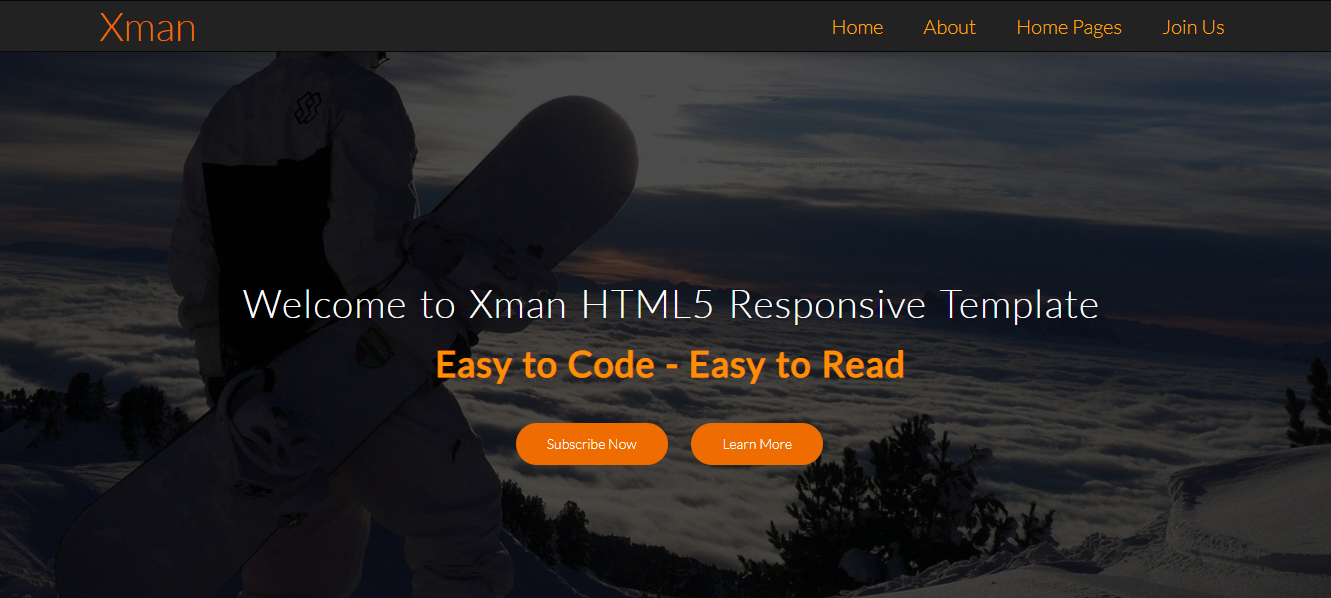 Xman
Home About Home Pages Join Us
Welcome to Xman HTML5 Responsive Template
Easy to Code - Easy to Read
Subscribe Now Learn More